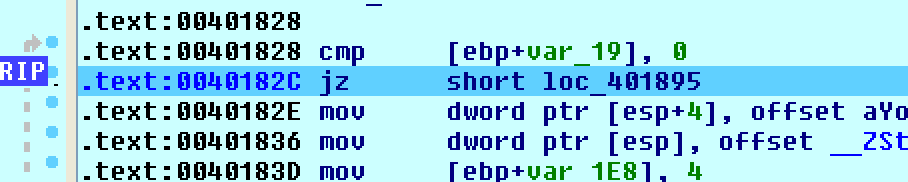 .text:00401828
.text:00401828 cmp [ebp+var_19], 0
RIP .text:0040182C jz short loc_401895
.text:0040182E mov dword ptr [esp+4], offset aYo
.text:00401836 mov dword ptr [esp], offset __ZSt
.text:0040183D mov [ebp+var_1E8], 4